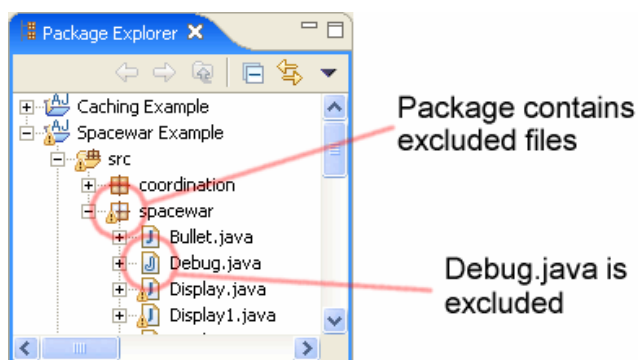 Package Explorer
Caching Example
Spacewar Example
src
coordination
spacewar
Bullet.java
Debug.java
Display.java
Display1.java
Package contains
excluded files
Debug.java is
excluded